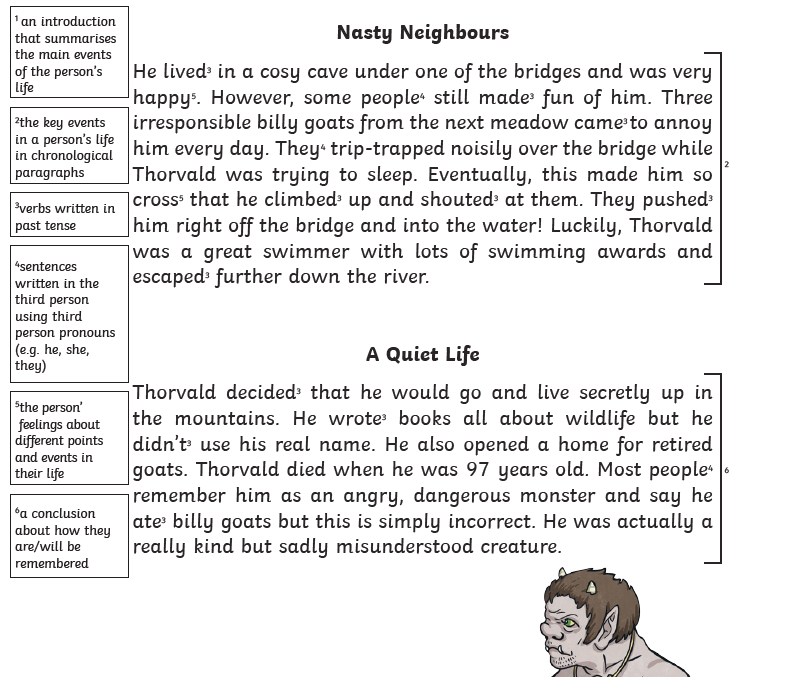 ¹ an introduction
that summarises
the main events
of the person's
life
²the key events
in a person's life
in chronological
paragraphs
³verbs written in
past tense
⁴sentences
written in the
third person
using third
person pronouns
(e.g. he, she,
they)
⁵the person'
feelings about
different points
and events in
their life
⁶a conclusion
about how they
are/will be
remembered
Nasty Neighbours
He lived³ in a cosy cave under one of the bridges and was very
happy⁵. However, some people⁴ still made³ fun of him. Three
irresponsible billy goats from the next meadow came³to annoy
him every day. They⁴ trip-trapped noisily over the bridge while
Thorvald was trying to sleep. Eventually, this made him so
cross⁵ that he climbed³ up and shouted³ at them. They pushed³
him right off the bridge and into the water! Luckily, Thorvald
was a great swimmer with lots of swimming awards and
escaped³ further down the river.
²
A Quiet Life
Thorvald decided³ that he would go and live secretly up in
the mountains. He wrote³ books all about wildlife but he
didn't³ use his real name. He also opened a home for retired
goats. Thorvald died when he was 97 years old. Most people⁴
remember him as an angry, dangerous monster and say he
ate³ billy goats but this is simply incorrect. He was actually a
really kind but sadly misunderstood creature.
⁶